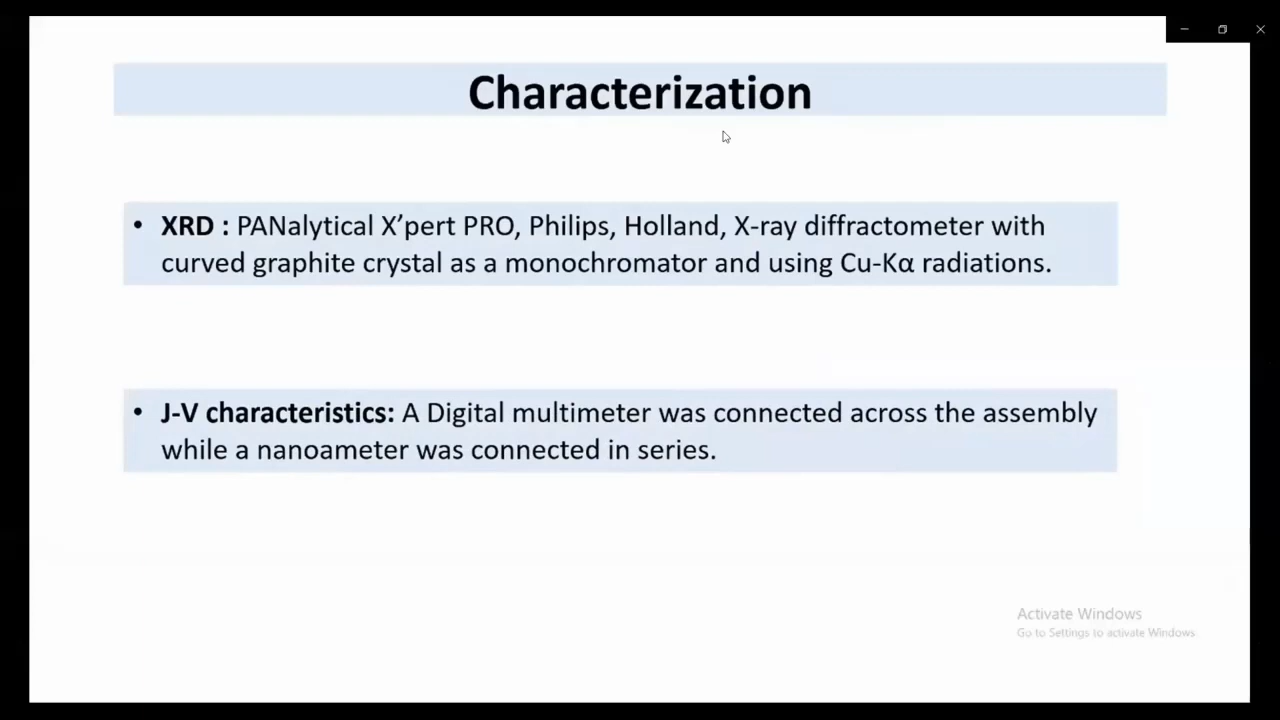 Characterization
• XRD : PANalytical X’pert PRO, Philips, Holland, X-ray diffractometer with
curved graphite crystal as a monochromator and using Cu-Kα radiations.
• J-V characteristics: A Digital multimeter was connected across the assembly
while a nanoameter was connected in series.
Activate Windows
Go to Settings to activate Windows